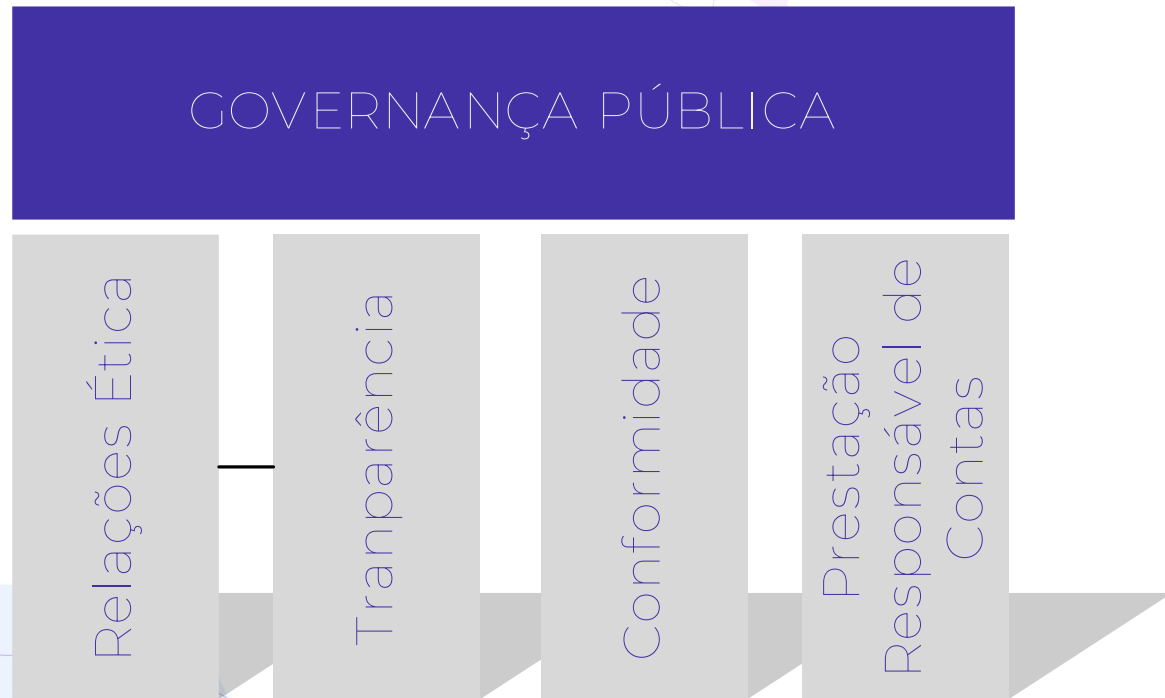 GOVERNANÇA PÚBLICA
Relações Ética
Tranparência
Conformidade
Prestação
Responsável de
Contas